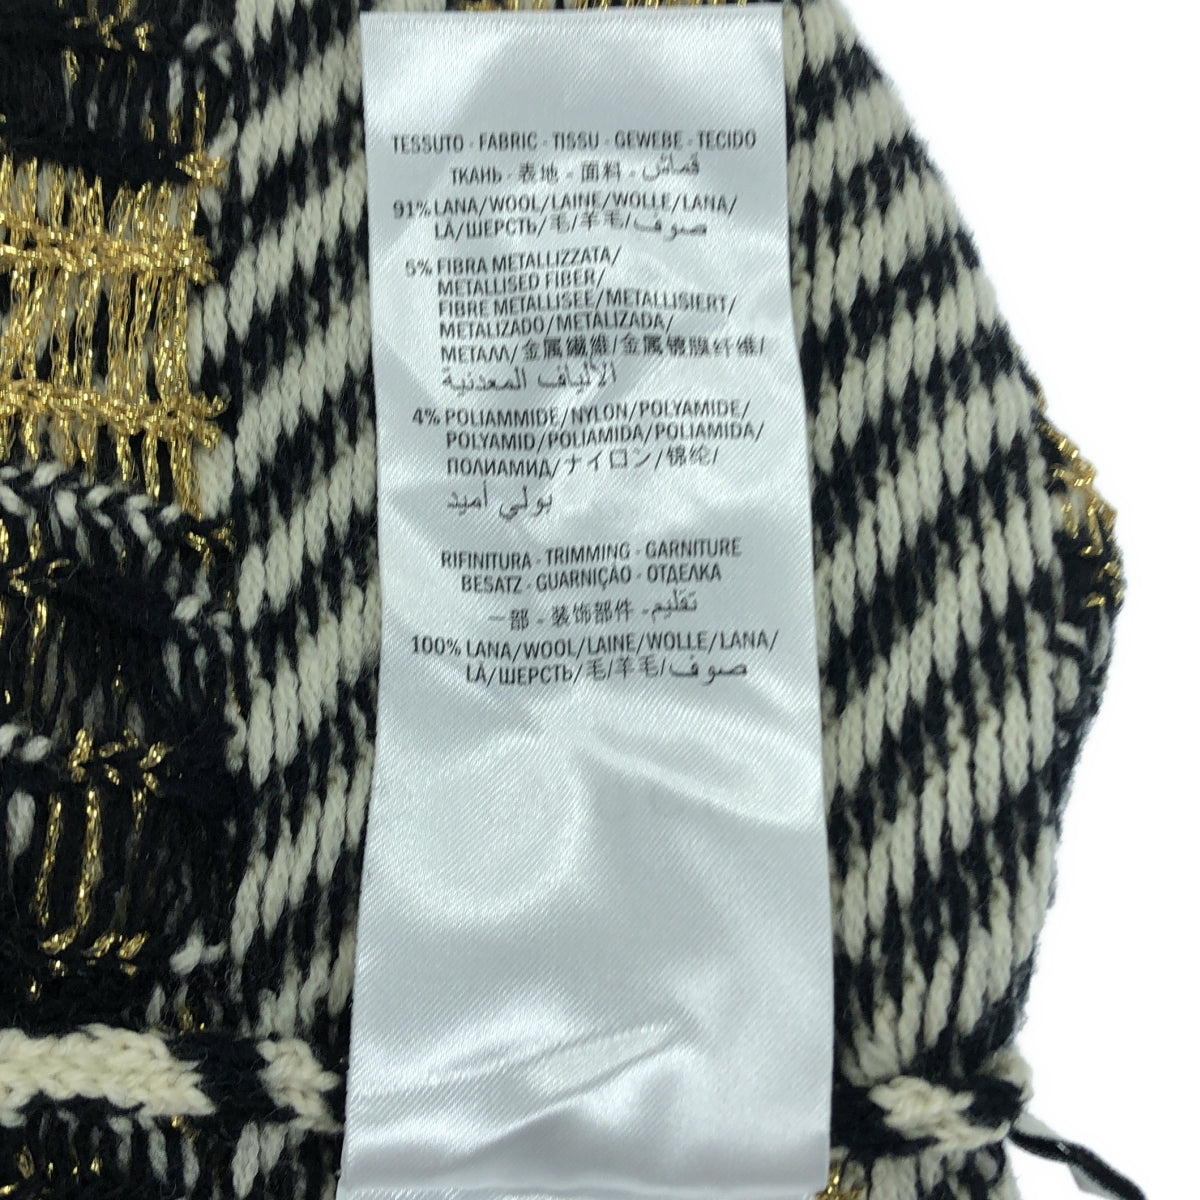 TESSUTO - FABRIC - TISSU - GEWEBE - TECIDO
ТКАНЬ - 表地 - 面料 - قماش
91% LANA/WOOL/LAINE/WOLLE/LANA/
LÃ/ШЕРСТЬ/毛/羊毛/صوف
5% FIBRA METALLIZZATA/
METALLISED FIBER/
FIBRE METALLISEE/METALLISIERT/
METALIZADO/METALIZADA/
МЕТАЛЛ/金属繊維/金属镀膜纤维/
الألياف المعدنية
4% POLIAMMIDE/NYLON/POLYAMIDE/
POLYAMID/POLIAMIDA/POLIAMIDA/
ПОЛИАМИД/ナイロン/锦纶/
بولي أميد
RIFINITURA - TRIMMING - GARNITURE
BESATZ - GUARNIÇÃO - ОТДЕЛКА
一部 - 装饰部件 - تقليم
100% LANA/WOOL/LAINE/WOLLE/LANA/
LÃ/ШЕРСТЬ/毛/羊毛/صوف